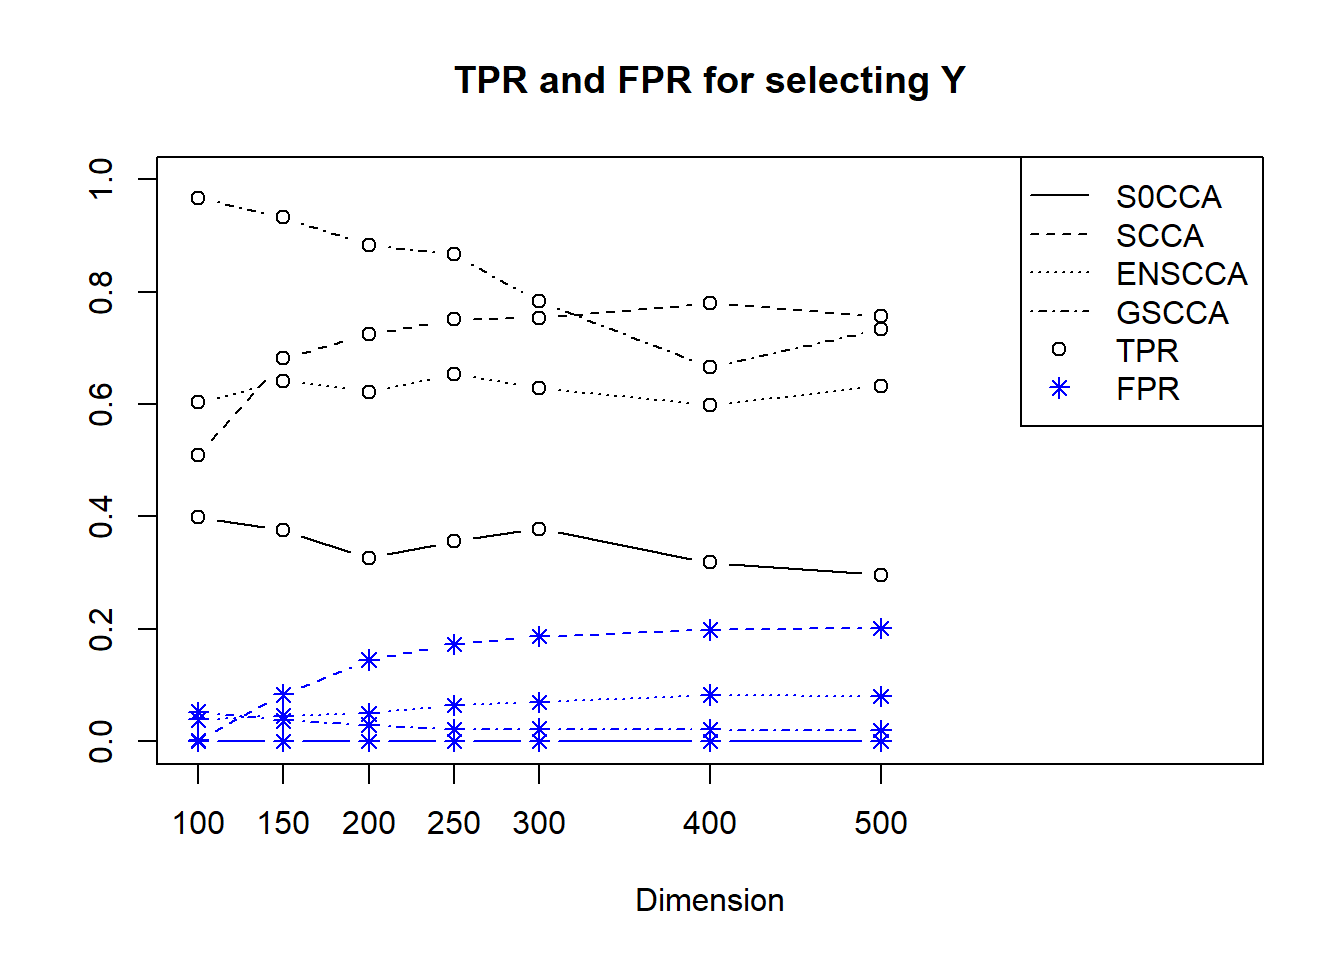 TPR and FPR for selecting Y
1.0
0.8
0.6
0.4
0.2
0.0
S0CCA
SCCA
ENSCCA
GSCCA
TPR
FPR
100 150 200 250 300 400 500
Dimension